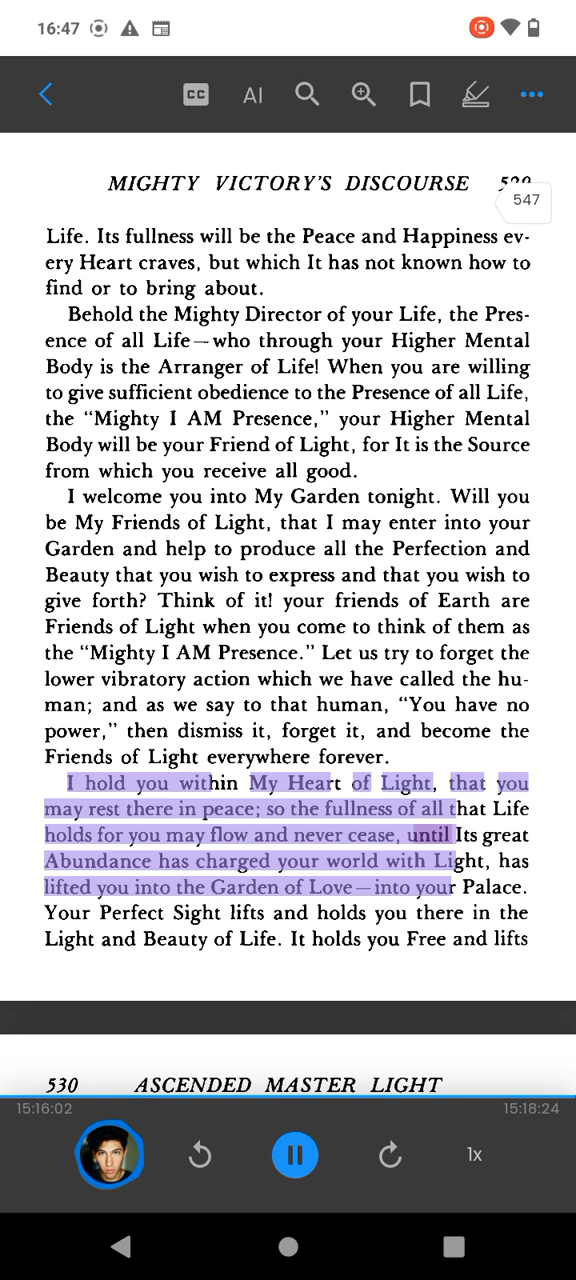 16:47
CC AI
MIGHTY VICTORY'S DISCOURSE
547
Life. Its fullness will be the Peace and Happiness ev-
ery Heart craves, but which It has not known how to
find or to bring about.
Behold the Mighty Director of your Life, the Pres-
ence of all Life—who through your Higher Mental
Body is the Arranger of Life! When you are willing
to give sufficient obedience to the Presence of all Life,
the "Mighty I AM Presence," your Higher Mental
Body will be your Friend of Light, for It is the Source
from which you receive all good.
I welcome you into My Garden tonight. Will you
be My Friends of Light, that I may enter into your
Garden and help to produce all the Perfection and
Beauty that you wish to express and that you wish to
give forth? Think of it! your friends of Earth are
Friends of Light when you come to think of them as
the "Mighty I AM Presence." Let us try to forget the
lower vibratory action which we have called the hu-
man; and as we say to that human, "You have no
power," then dismiss it, forget it, and become the
Friends of Light everywhere forever.
I hold you within My Heart of Light, that you
may rest there in peace; so the fullness of all that Life
holds for you may flow and never cease, until Its great
Abundance has charged your world with Light, has
lifted you into the Garden of Love—into your Palace.
Your Perfect Sight lifts and holds you there in the
Light and Beauty of Life. It holds you Free and lifts
530 ASCENDED MASTER LIGHT
15:16:02 15:18:24
1x